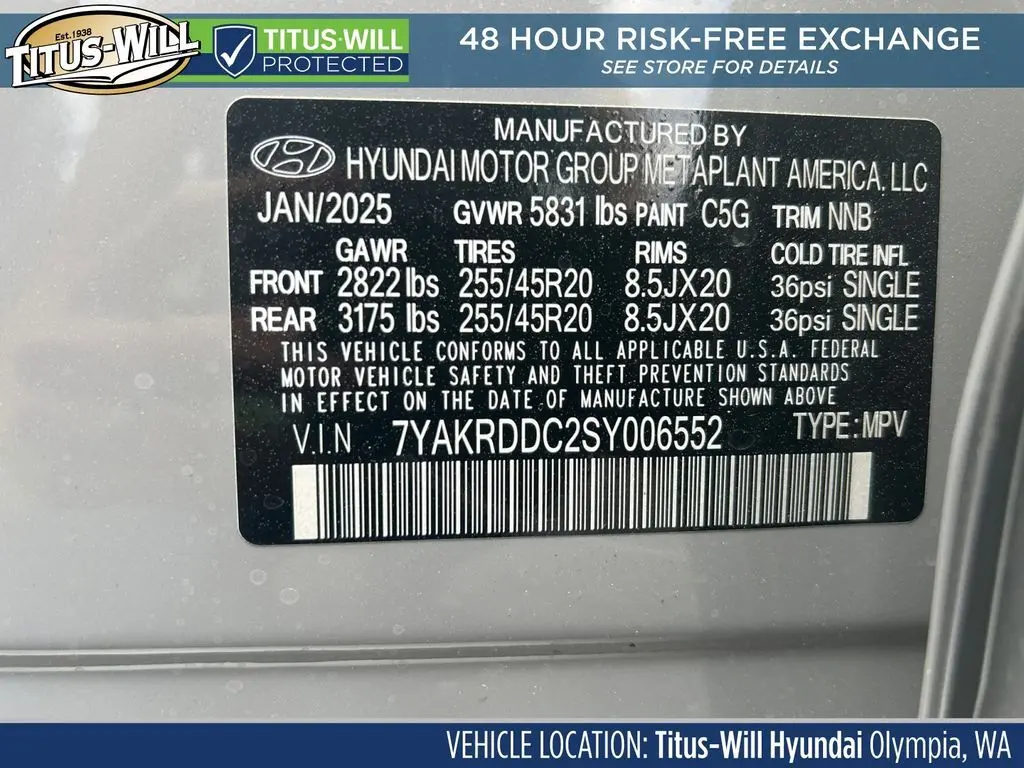 Est. 1938
TITUS-WILL
TITUS-WILL
PROTECTED
48 HOUR RISK-FREE EXCHANGE
SEE STORE FOR DETAILS
MANUFACTURED BY
HYUNDAI MOTOR GROUP METAPLANT AMERICA, LLC
JAN/2025 GVWR 5831 lbs PAINT C5G TRIM NNB
GAWR TIRES RIMS COLD TIRE INFL
FRONT 2822 lbs 255/45R20 8.5JX20 36psi SINGLE
REAR 3175 lbs 255/45R20 8.5JX20 36psi SINGLE
THIS VEHICLE CONFORMS TO ALL APPLICABLE U.S.A. FEDERAL
MOTOR VEHICLE SAFETY AND THEFT PREVENTION STANDARDS
IN EFFECT ON THE DATE OF MANUFACTURE SHOWN ABOVE
V.I.N 7YAKRDDC2SY006552 TYPE: MPV
VEHICLE LOCATION: Titus-Will Hyundai Olympia, WA